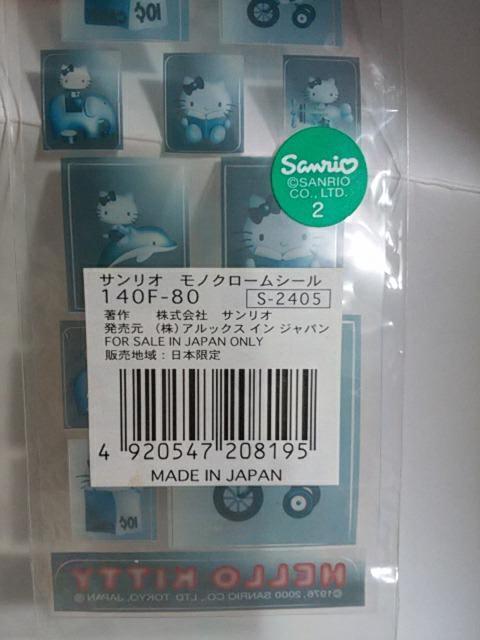 10¢
Sanrio
©SANRIO
CO., LTD.
2
サンリオ モノクロームシール
140F-80 S-2405
著作 株式会社 サンリオ
発売元 (株)アルックス イン ジャパン
FOR SALE IN JAPAN ONLY
販売地域:日本限定
4 920547 208195
MADE IN JAPAN
10¢
HELLO KITTY
©1976, 2000 SANRIO CO., LTD. TOKYO, JAPAN